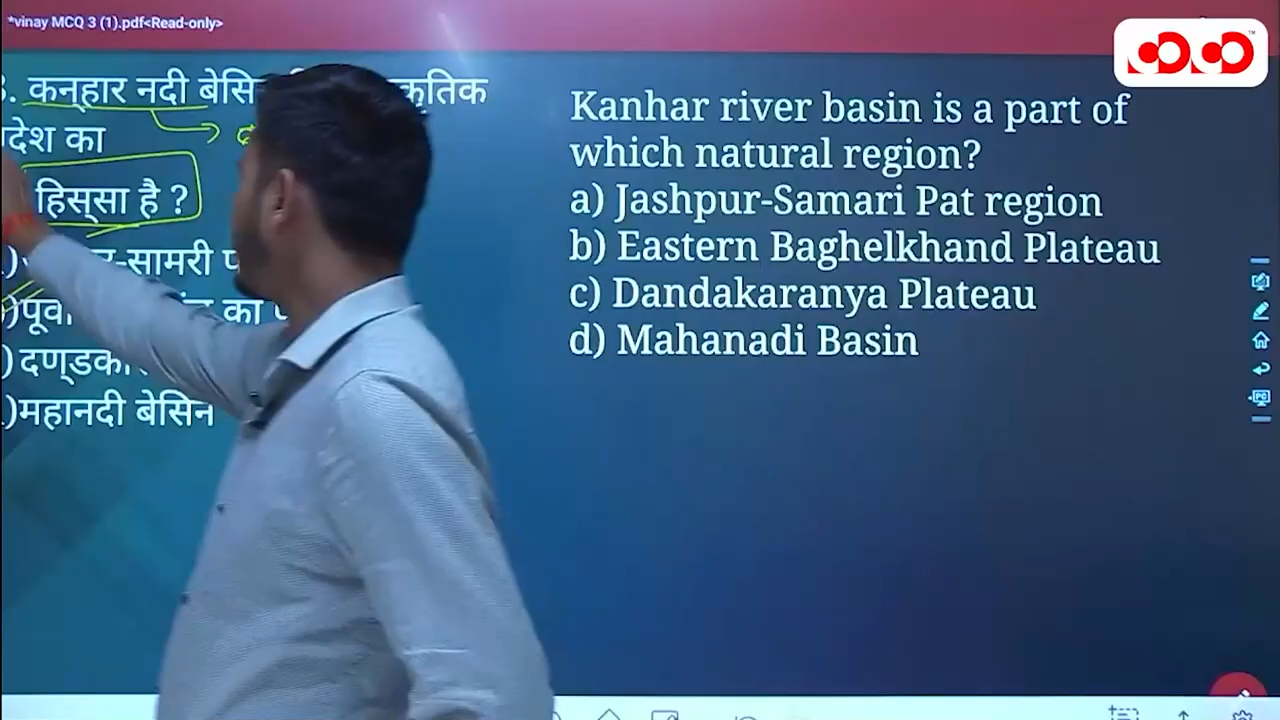 *vinay MCQ 3 (1).pdf<Read-only>
. कन्हार नदी
देश का
हिस्सा है ?
-सामरी
का
)महानदी बेसिन
Kanhar river basin is a part of
which natural region?
a) Jashpur-Samari Pat region
b) Eastern Baghelkhand Plateau
c) Dandakaranya Plateau
d) Mahanadi Basin